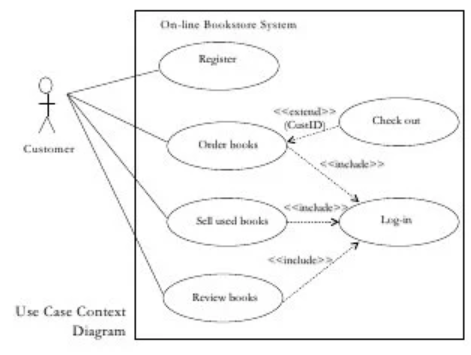 On-line Bookstore System
Register
<<extend>>
(CustID)
Check out
Customer
Order books
<<include>>
Sell used books
<<include>>
Log-in
<<include>>
Review books
Use Case Context
Diagram